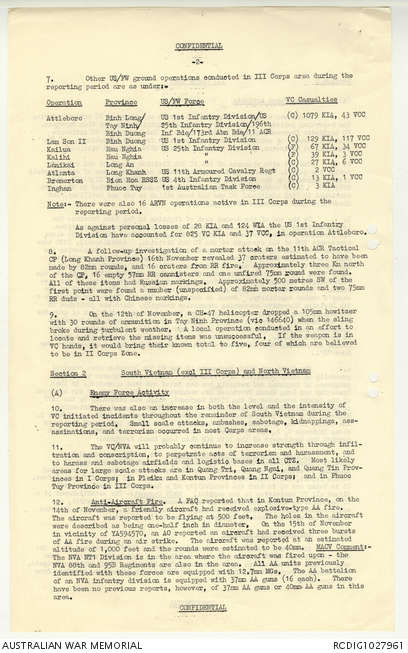 CONFIDENTIAL
-2-
7. Other US/FW ground operations conducted in III Corps area during the
reporting period are as under:-
Operation Province US/FW Force VC Casualties
Attleboro Binh Long/ US 1st Infantry Division/US (C) 1079 KIA, 43 VCC
Tay Ninh/ 25th Infantry Division/196th
Binh Duong Inf Bde/173rd Abn Bde/11 ACR
Lam Son II Binh Duong US 1st Infantry Division (C) 129 KIA, 117 VCC
Kailua Hau Nghia US 25th Infantry Division (F) 67 KIA, 34 VCC
Kalihi Hau Nghia " (F) 39 KIA, 3 VCC
Lanikai Long An " (C) 27 KIA, 6 VCC
Atlanta Long Khanh US 11th Armoured Cavalry Regt (C) 2 VCC
Bremerton Bien Hoa RSSZ US 4th Infantry Division (C) 13 KIA, 1 VCC
Ingham Phuoc Tuy 1st Australian Task Force (C) 3 KIA
Note:- There were also 16 ARVN operations active in III Corps during the
reporting period.
As against personal losses of 20 KIA and 124 WIA the US 1st Infantry
Division have accounted for 825 VC KIA and 37 VCC, in operation Attleboro.
8. A follow-up investigation of a mortar attack on the 11th ACR Tactical
CP (Long Khanh Province) 16th November revealed 37 craters estimated to have been
made by 82mm rounds, and 16 craters from RR fire. Approximately three Km north
of the CP, 16 empty 75mm RR cannisters and one unfired 75mm round were found.
All of these items had Russian markings. Approximately 500 metres SW of the
first point were found a number (unspecified) of 82mm mortar rounds and two 75mm
RR duds - all with Chinese markings.
9. On the 12th of November, a CH-47 helicopter dropped a 105mm howitzer
with 30 rounds of ammunition in Tay Ninh Province (vic 146640) when the sling
broke during turbulent weather. A local operation conducted in an effort to
locate and retrieve the missing items was unsuccessful. If the weapon is in
VC hands, it would bring their known total to five, four of which are believed
to be in II Corps Zone.
Section 2 South Vietnam (excl III Corps) and North Vietnam
(A) Enemy Force Activity
10. There was also an increase in both the level and the intensity of
VC initiated incidents throughout the remainder of South Vietnam during the
reporting period. Small scale attacks, ambushes, sabotage, kidnappings, ass-
assinations, and terrorism occurred in most Corps areas.
11. The VC/NVA will probably continue to increase strength through infil-
tration and conscription, to perpetrate acts of terrorism and harassment, and
to harass and sabotage airfields and logistic bases in all CTZ. Most likely
areas for large scale attacks are in Quang Tri, Quang Ngai, and Quang Tin Prov-
inces in I Corps; in Pleiku and Kontum Provinces in II Corps; and in Phuoc
Tuy Province in III Corps.
12. Anti-Aircraft Fire. A FAC reported that in Kontum Province, on the
14th of November, a friendly aircraft had received explosive-type AA fire.
The aircraft was reported to be flying at 500 feet. The holes in the aircraft
were described as being one-half inch in diameter. On the 15th of November
in vicinity of YA594570, an AO reported an aircraft had received three bursts
of AA fire during an air strike. The aircraft was reported at an estimated
altitude of 1,000 feet and the rounds were estimated to be 40mm. MACV Comment:-
The NVA NT1 Division is in the area where the aircraft was fired upon - the
NVA 88th and 95B Regiments are also in the area. All AA units previously
identified with these forces are equipped with 12.7mm MGs. The AA battalion
of an NVA infantry division is equipped with 37mm AA guns (16 each). There
have been no previous reports, however, of 37mm AA guns or 40mm AA guns in this
area.
CONFIDENTIAL
AUSTRALIAN WAR MEMORIAL RCDIG1027961